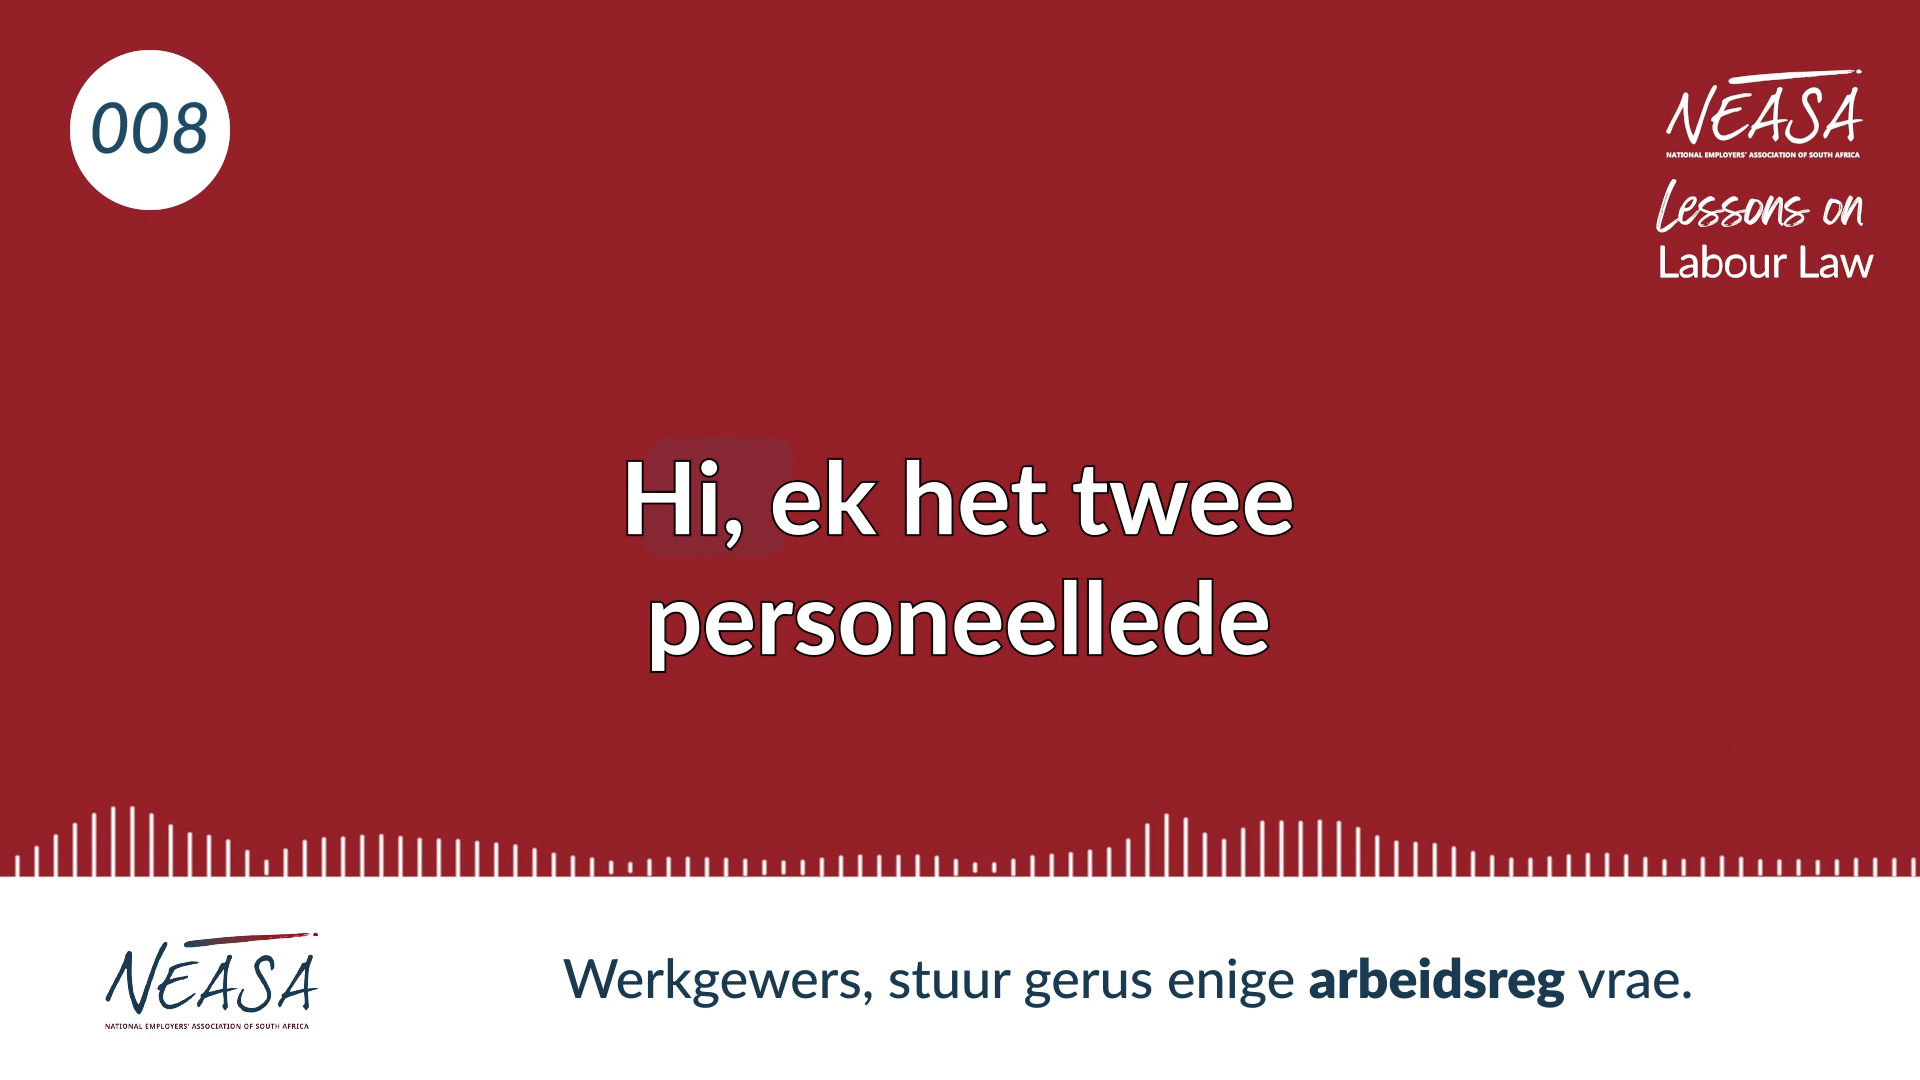 008
NEASA
NATIONAL EMPLOYERS' ASSOCIATION OF SOUTH AFRICA
Lessons on
Labour Law
Hi, ek het twee
personeellede
NEASA
NATIONAL EMPLOYERS' ASSOCIATION OF SOUTH AFRICA
Werkgewers, stuur gerus enige arbeidsreg vrae.